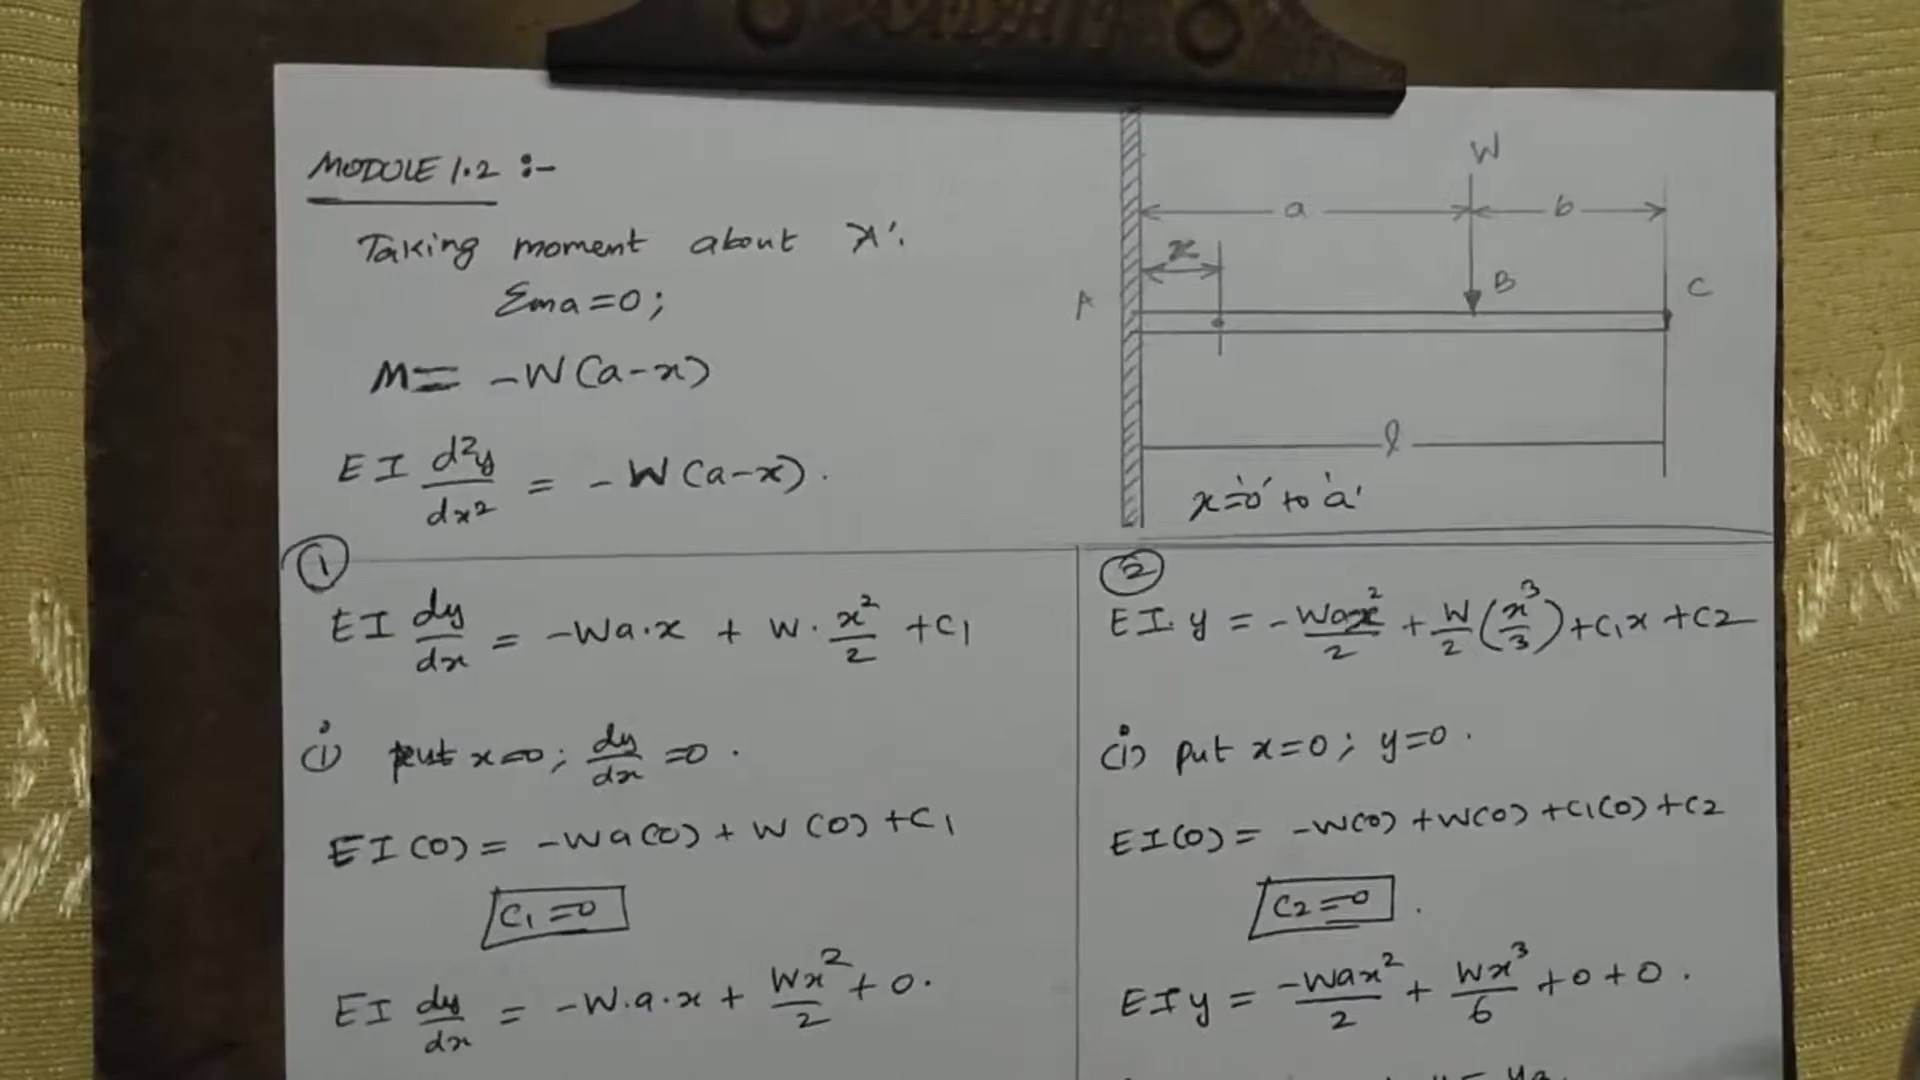 MODULE 1.2 :-
Taking moment about 'x'.
Σma = 0;
M = -W(a-x)
EI d²y/dx² = -W(a-x).
W
a b
x
B
A C
l
x='0' to 'a'
①
EI dy/dx = -Wa.x + W. x²/2 + C1
(i) put x=0; dy/dx =0.
EI(0) = -Wa(0) + W(0) + C1
C1 = 0
EI dy/dx = -W.a.x + Wx²/2 + 0.
②
EI.y = -Wax²/2 + W/2 (x³/3) + C1x + C2
(i) put x=0; y=0.
EI(0) = -W(0) + W(0) + C1(0) + C2
C2 = 0.
EIy = -Wax²/2 + Wx³/6 + 0 + 0.